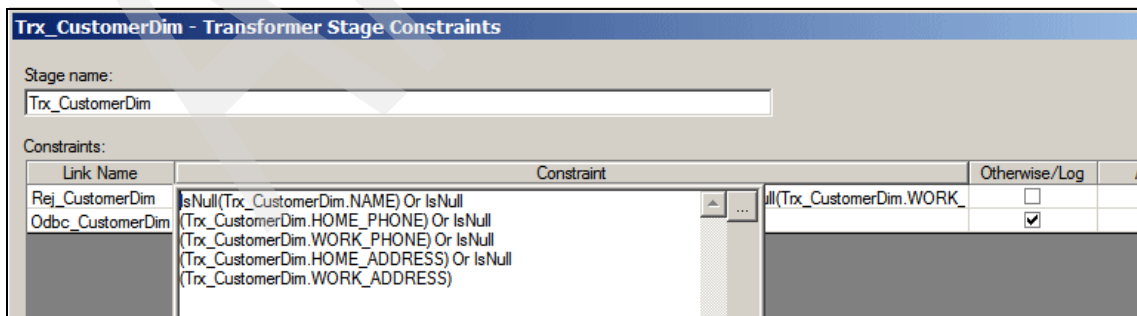 Trx_CustomerDim - Transformer Stage Constraints
Stage name:
Trx_CustomerDim
Constraints:
Link Name Constraint Otherwise/Log
Rej_CustomerDim IsNull(Trx_CustomerDim.NAME) Or IsNull ... ull(Trx_CustomerDim.WORK_
Odbc_CustomerDim (Trx_CustomerDim.HOME_PHONE) Or IsNull
(Trx_CustomerDim.WORK_PHONE) Or IsNull
(Trx_CustomerDim.HOME_ADDRESS) Or IsNull
(Trx_CustomerDim.WORK_ADDRESS)